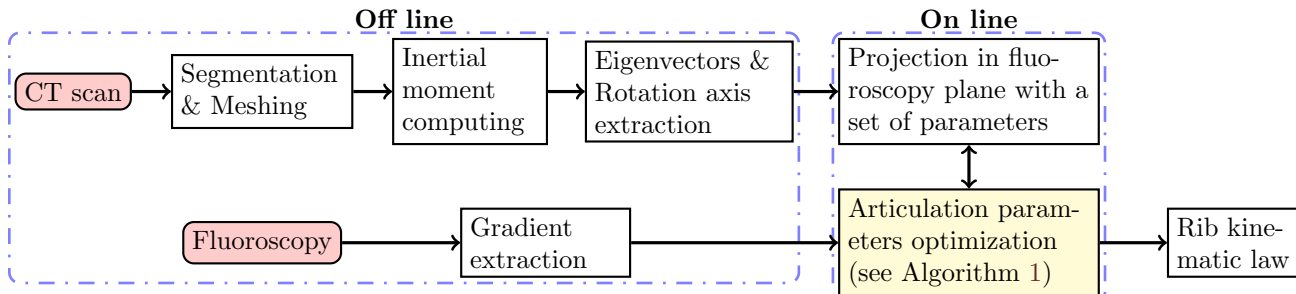 Off line
On line
CT scan
Segmentation
& Meshing
Inertial
moment
computing
Eigenvectors &
Rotation axis
extraction
Projection in fluo-
roscopy plane with a
set of parameters
Fluoroscopy
Gradient
extraction
Articulation param-
eters optimization
(see Algorithm 1)
Rib kine-
matic law